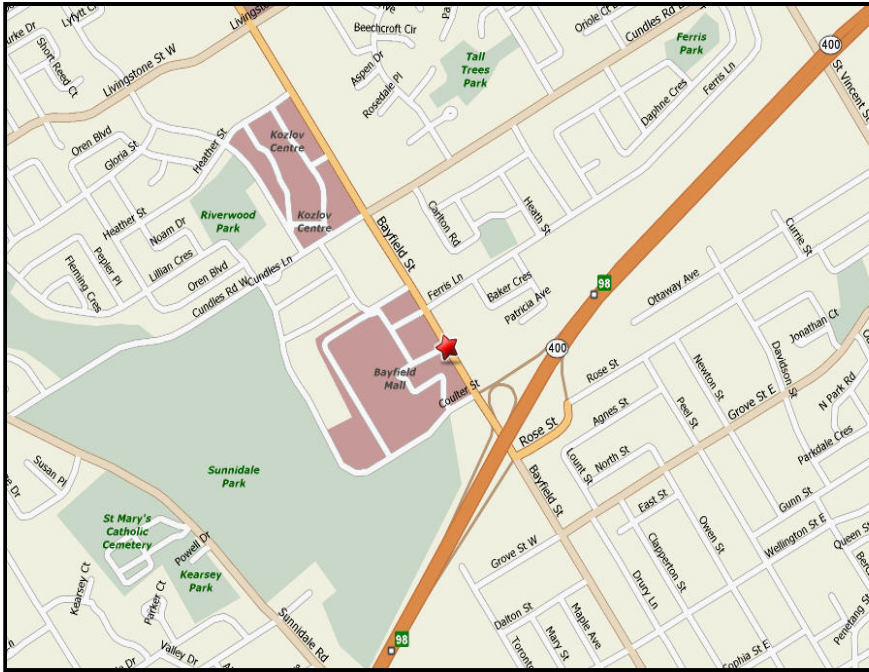 Lyfytt Cr
Short Reed Ct
Livingstone St W
Livingstone
Beechcroft Cir
Aspen Dr
Rosedale Pl
Tall
Trees
Park
Oriole Ct
Cundles Rd E
Ferris
Park
400
St Vincent St
Daphne Cres
Ferris Ln
Oren Blvd
Gloria St
Heather St
Kozlov
Centre
Kozlov
Centre
Riverwood
Park
Heather St
Noam Dr
Pepler Pl
Lillian Cres
Fleming Cres
Oren Blvd
Cundles Ln
Cundles Rd W
Bayfield St
Carlton Rd
Heath St
Ferris Ln
Baker Cres
Patricia Ave
98
Ottaway Ave
Currie St
Jonathan Ct
400
Rose St
Davidson St
Newton St
Bayfield
Mall
Coulter St
Rose St
Agnes St
Peel St
Grove St E
N Park Rd
Parkdale Cres
Lount St
North St
Bayfield St
East St
Owen St
Gunn St
Wellington St E
Queen St
Clapperton St
Drury Ln
Grove St W
Susan Pl
Sunnidale
Park
St Mary's
Catholic
Cemetery
Powell Dr
Kearsey
Park
Kearsey Ct
Parker Ct
Valley Dr
Sunnidale Rd
98
Dalton St
Toronto
Mary St
Maple Ave
Sophia St E
Penetang St